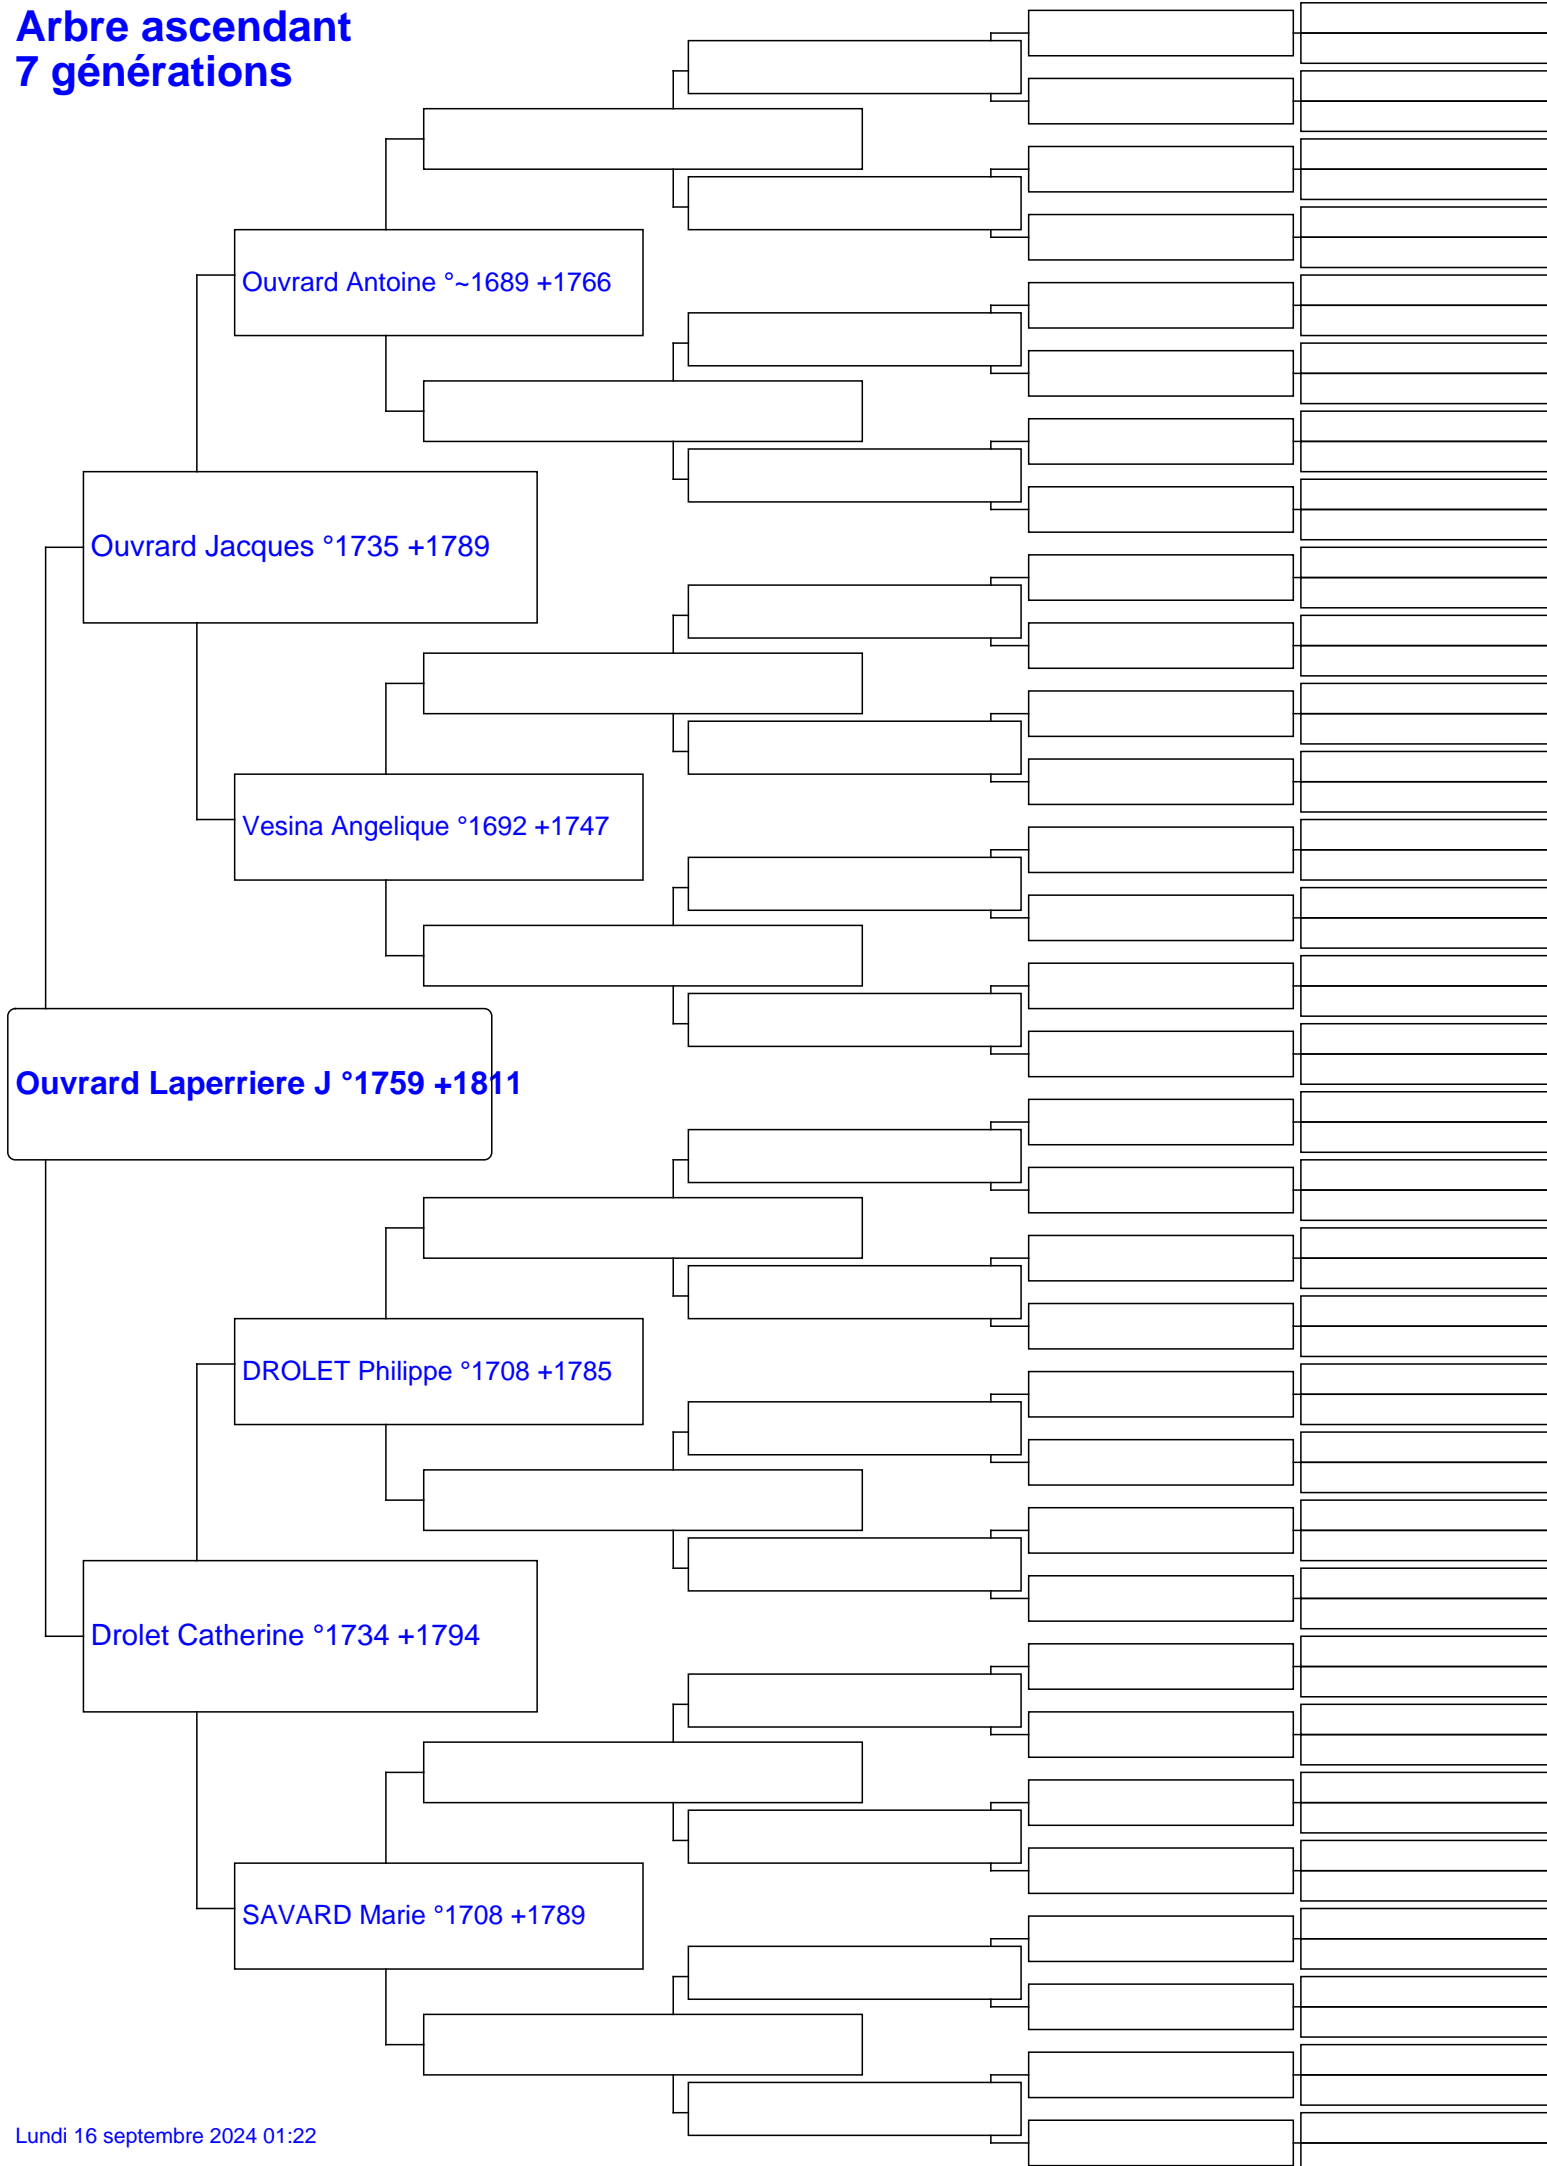 Arbre ascendant
7 générations
Ouvrard Antoine °~1689 +1766
Ouvrard Jacques °1735 +1789
Vesina Angelique °1692 +1747
Ouvrard Laperriere J °1759 +1811
DROLET Philippe °1708 +1785
Drolet Catherine °1734 +1794
SAVARD Marie °1708 +1789
Lundi 16 septembre 2024 01:22